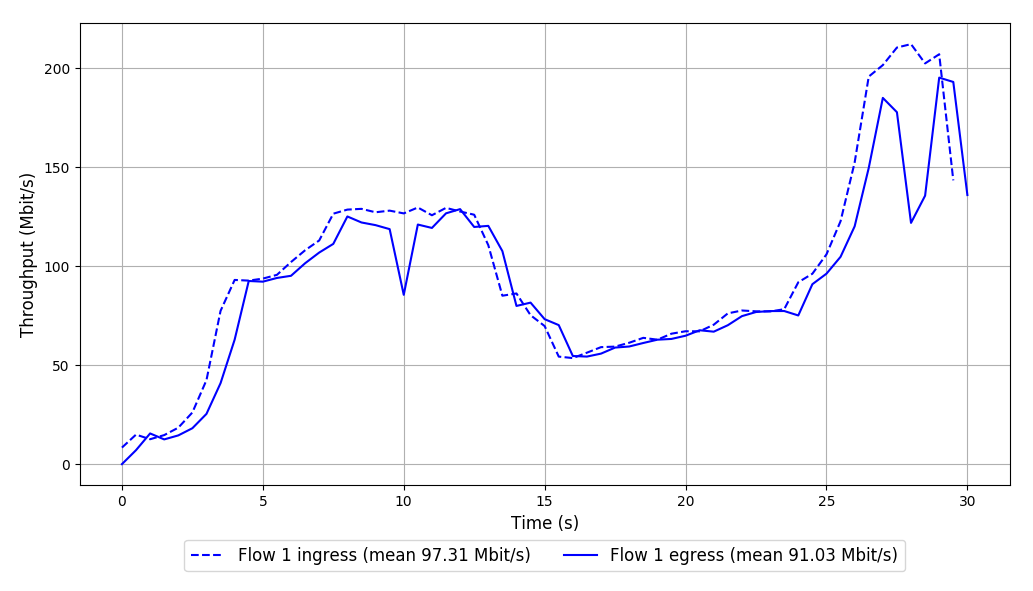 Throughput (Mbit/s)
200
150
100
50
0
0 5 10 15 20 25 30
Time (s)
Flow 1 ingress (mean 97.31 Mbit/s) Flow 1 egress (mean 91.03 Mbit/s)